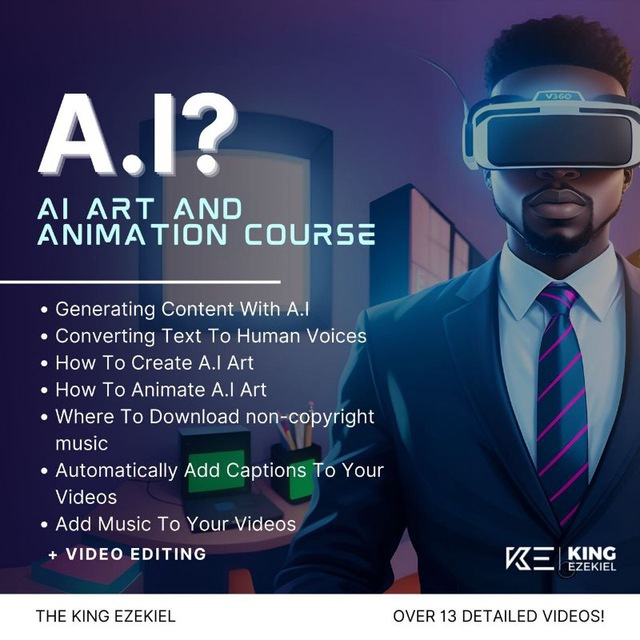 V360
A.I?
AI ART AND
ANIMATION COURSE
• Generating Content With A.I
• Converting Text To Human Voices
• How To Create A.I Art
• How To Animate A.I Art
• Where To Download non-copyright
music
• Automatically Add Captions To Your
Videos
• Add Music To Your Videos
+ VIDEO EDITING
KE KING
EZEKIEL
THE KING EZEKIEL
OVER 13 DETAILED VIDEOS!